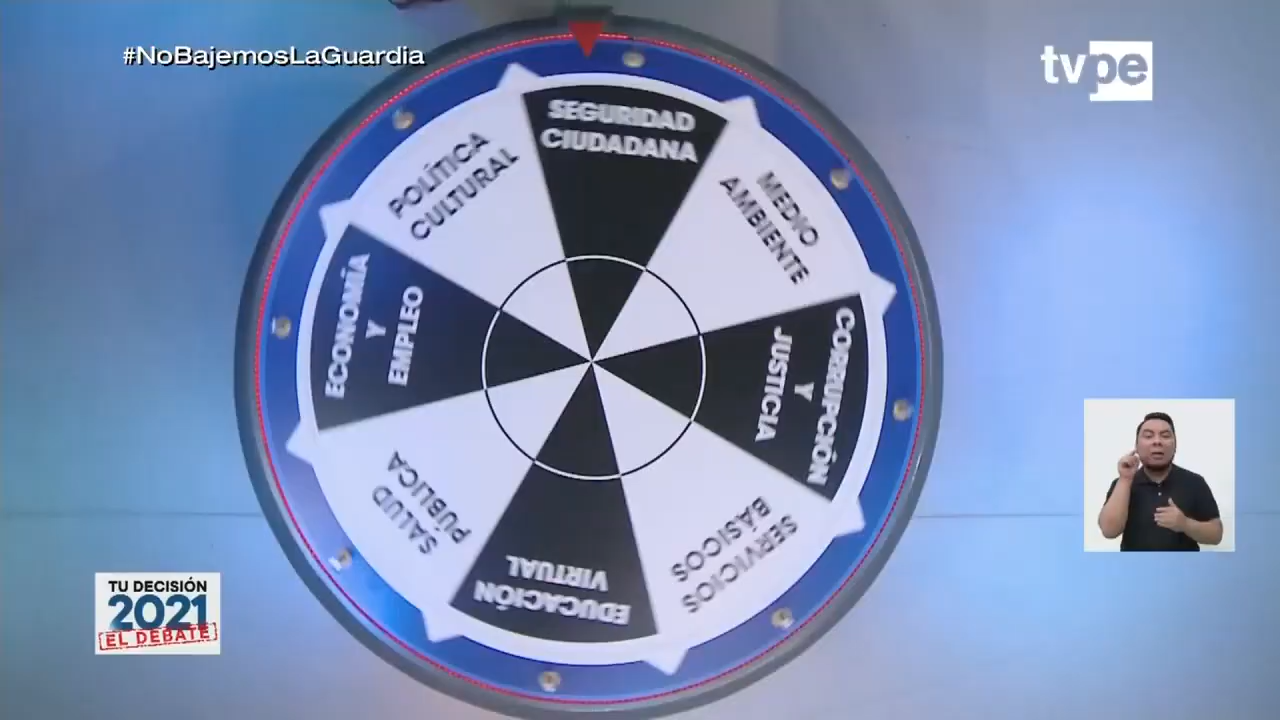 #NoBajemosLaGuardia
tvpe
SEGURIDAD
CIUDADANA
MEDIO
AMBIENTE
CORRUPCIÓN
Y
JUSTICIA
SERVICIOS
BÁSICOS
EDUCACIÓN
VIRTUAL
SALUD
PÚBLICA
ECONOMÍA
Y
EMPLEO
POLÍTICA
CULTURAL
TU DECISIÓN
2021
EL DEBATE